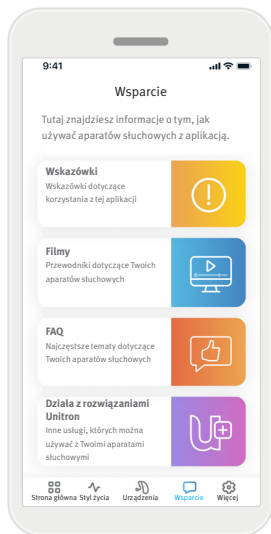 9:41
Wsparcie
Tutaj znajdziesz informacje o tym, jak
używać aparatów słuchowych z aplikacją.
Wskazówki
Wskazówki dotyczące
korzystania z tej aplikacji
Filmy
Przewodniki dotyczące Twoich
aparatów słuchowych
FAQ
Najczęstsze tematy dotyczące
Twoich aparatów słuchowych
Działa z rozwiązaniami
Unitron
Inne usługi, których można
używać z Twoimi aparatami
słuchowymi
Strona główna Styl życia Urządzenia Wsparcie Więcej